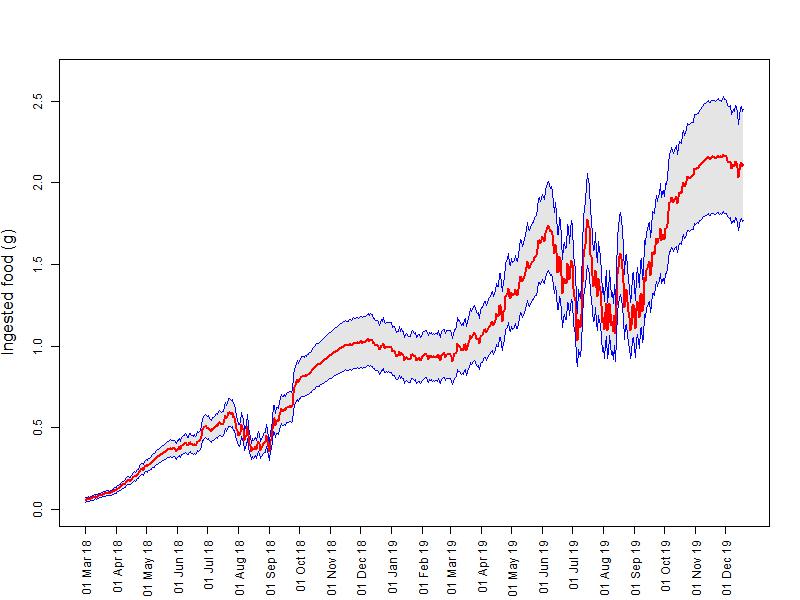 Ingested food (g)
2.5
2.0
1.5
1.0
0.5
0.0
01 Mar 18
01 Apr 18
01 May 18
01 Jun 18
01 Jul 18
01 Aug 18
01 Sep 18
01 Oct 18
01 Nov 18
01 Dec 18
01 Jan 19
01 Feb 19
01 Mar 19
01 Apr 19
01 May 19
01 Jun 19
01 Jul 19
01 Aug 19
01 Sep 19
01 Oct 19
01 Nov 19
01 Dec 19